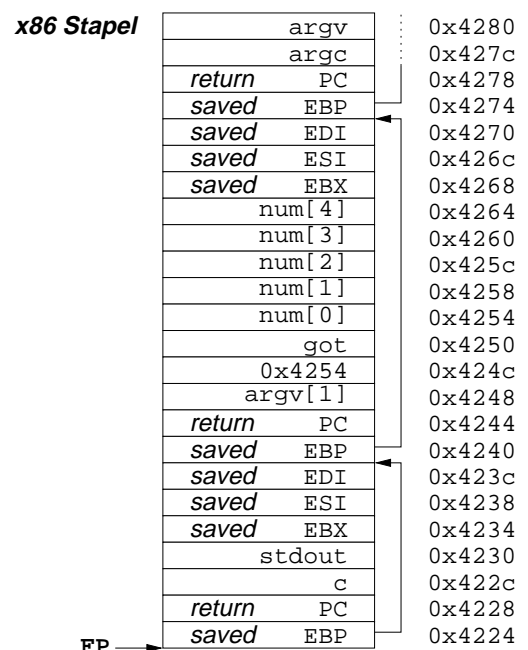 x86 Stapel
argv 0x4280
argc 0x427c
return PC 0x4278
saved EBP 0x4274
saved EDI 0x4270
saved ESI 0x426c
saved EBX 0x4268
num[4] 0x4264
num[3] 0x4260
num[2] 0x425c
num[1] 0x4258
num[0] 0x4254
got 0x4250
0x4254 0x424c
argv[1] 0x4248
return PC 0x4244
saved EBP 0x4240
saved EDI 0x423c
saved ESI 0x4238
saved EBX 0x4234
stdout 0x4230
c 0x422c
return PC 0x4228
saved EBP 0x4224
FP